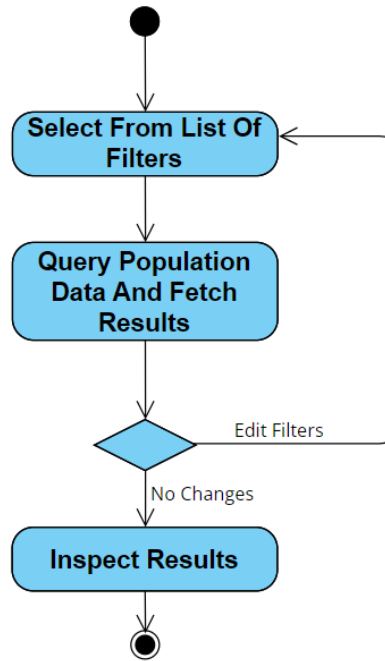 Select From List Of
Filters
Query Population
Data And Fetch
Results
Edit Filters
No Changes
Inspect Results